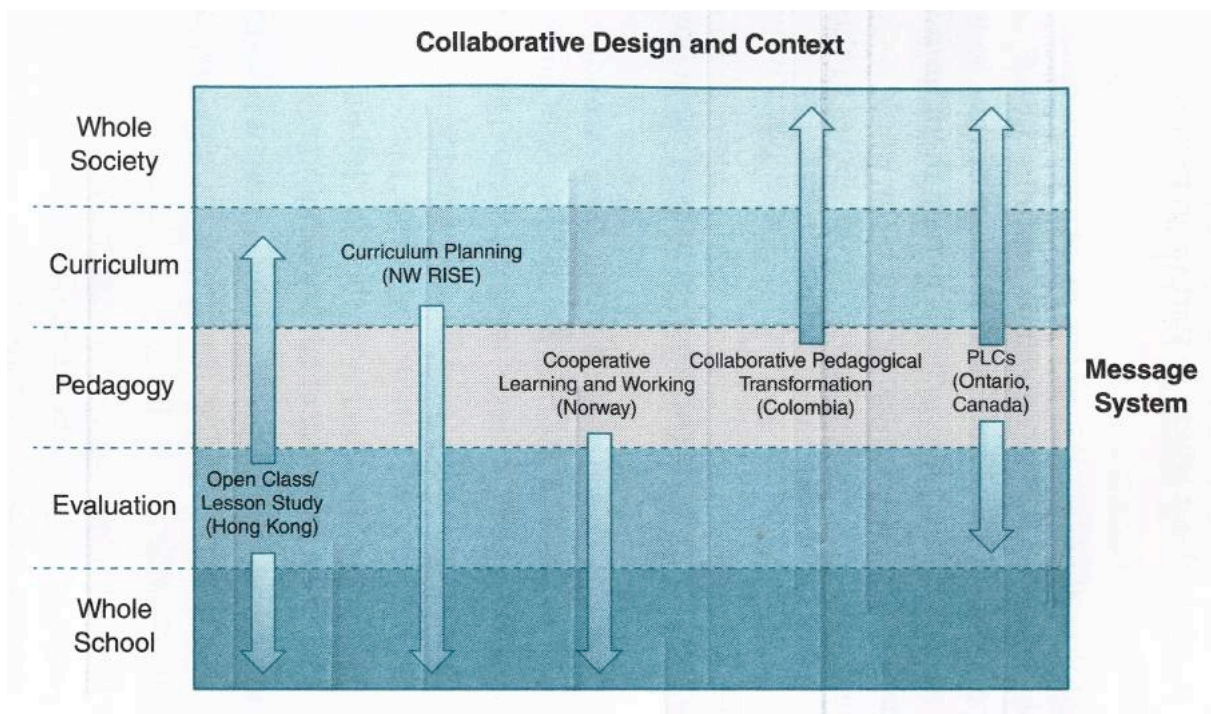 Collaborative Design and Context
Whole
Society
Curriculum
Curriculum Planning
(NW RISE)
Pedagogy
Cooperative
Learning and Working
(Norway)
Collaborative Pedagogical
Transformation
(Colombia)
PLCs
(Ontario,
Canada)
Message
System
Evaluation
Open Class/
Lesson Study
(Hong Kong)
Whole
School